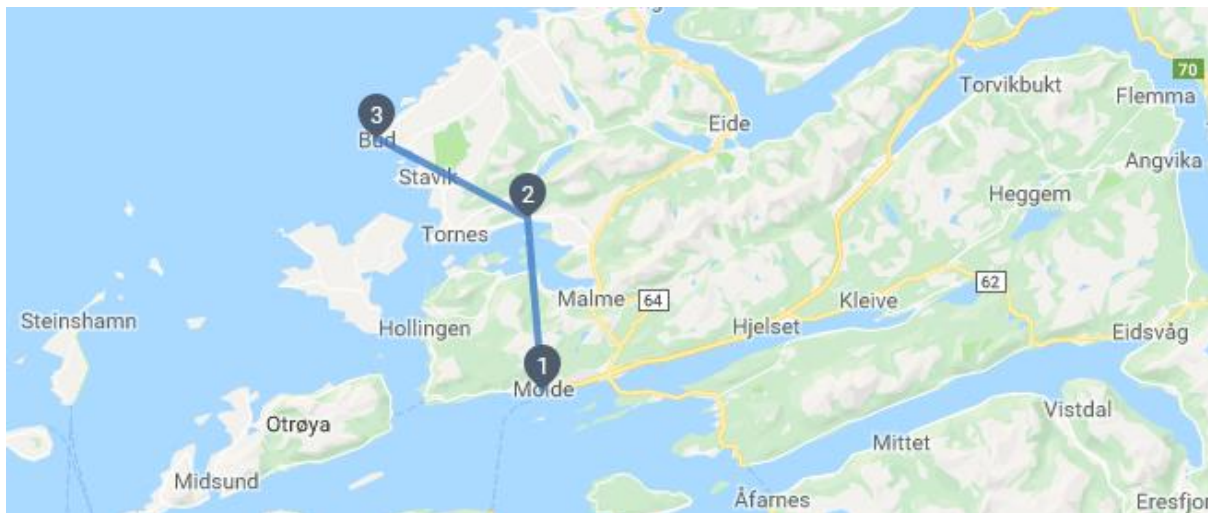 70
Torvikbukt
Flemma
3
Eide
Bud
Angvika
Stavik
2
Heggem
Tornes
62
Malme
64
Kleive
Steinshamn
Hollingen
Hjelset
Eidsvåg
1
Molde
Vistdal
Otrøya
Mittet
Midsund
Åfarnes
Eresfjor